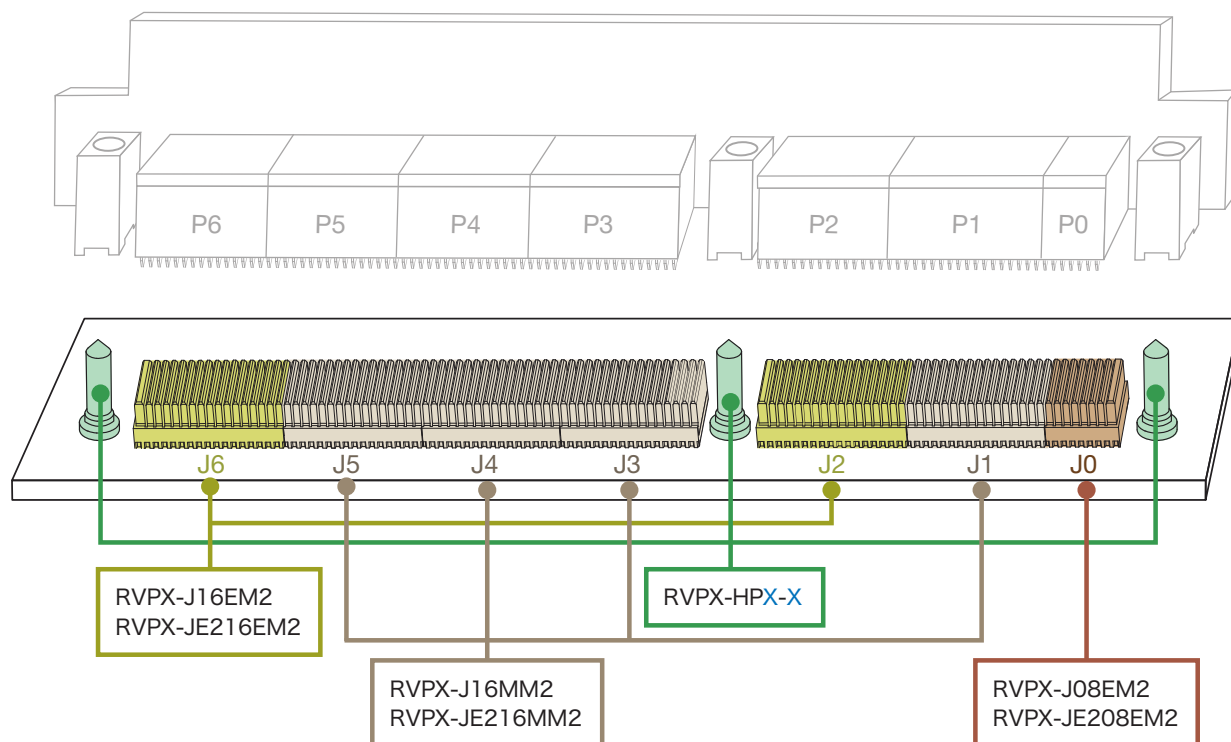 P6 P5 P4 P3 P2 P1 P0
J6 J5 J4 J3 J2 J1 J0
RVPX-J16EM2
RVPX-JE216EM2
RVPX-HPX-X
RVPX-J16MM2
RVPX-JE216MM2
RVPX-J08EM2
RVPX-JE208EM2